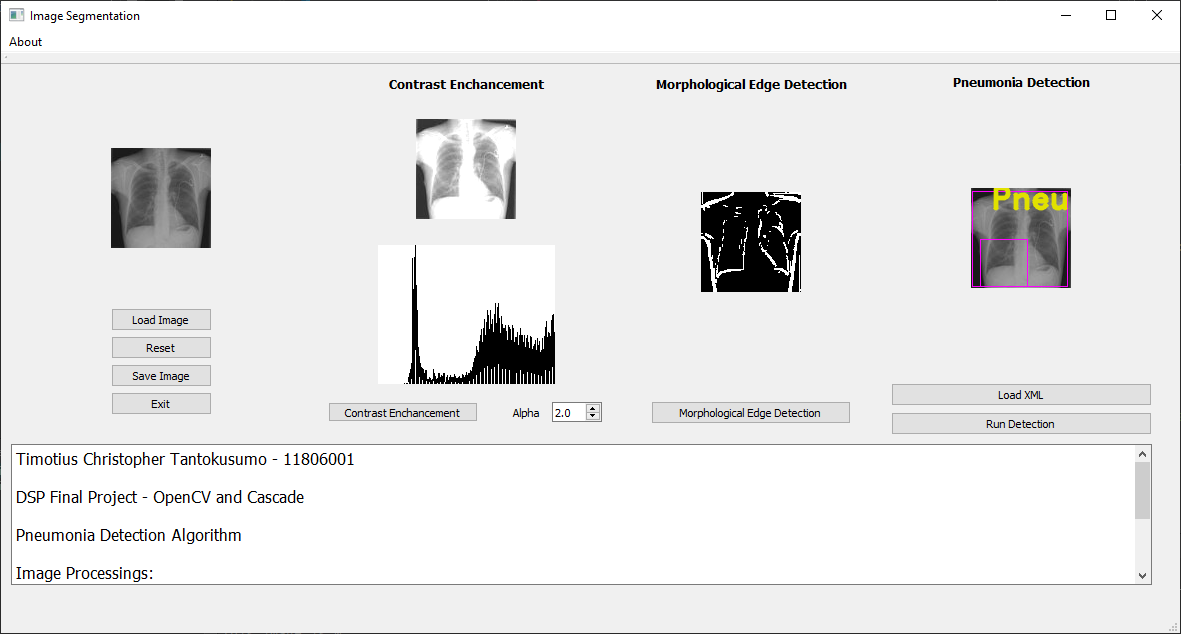 Image Segmentation
About
Contrast Enchancement
Morphological Edge Detection
Pneumonia Detection
Pneu
Load Image
Reset
Save Image
Exit
Contrast Enchancement
Alpha
2.0
Morphological Edge Detection
Load XML
Run Detection
Timotius Christopher Tantokusumo - 11806001
DSP Final Project - OpenCV and Cascade
Pneumonia Detection Algorithm
Image Processings: